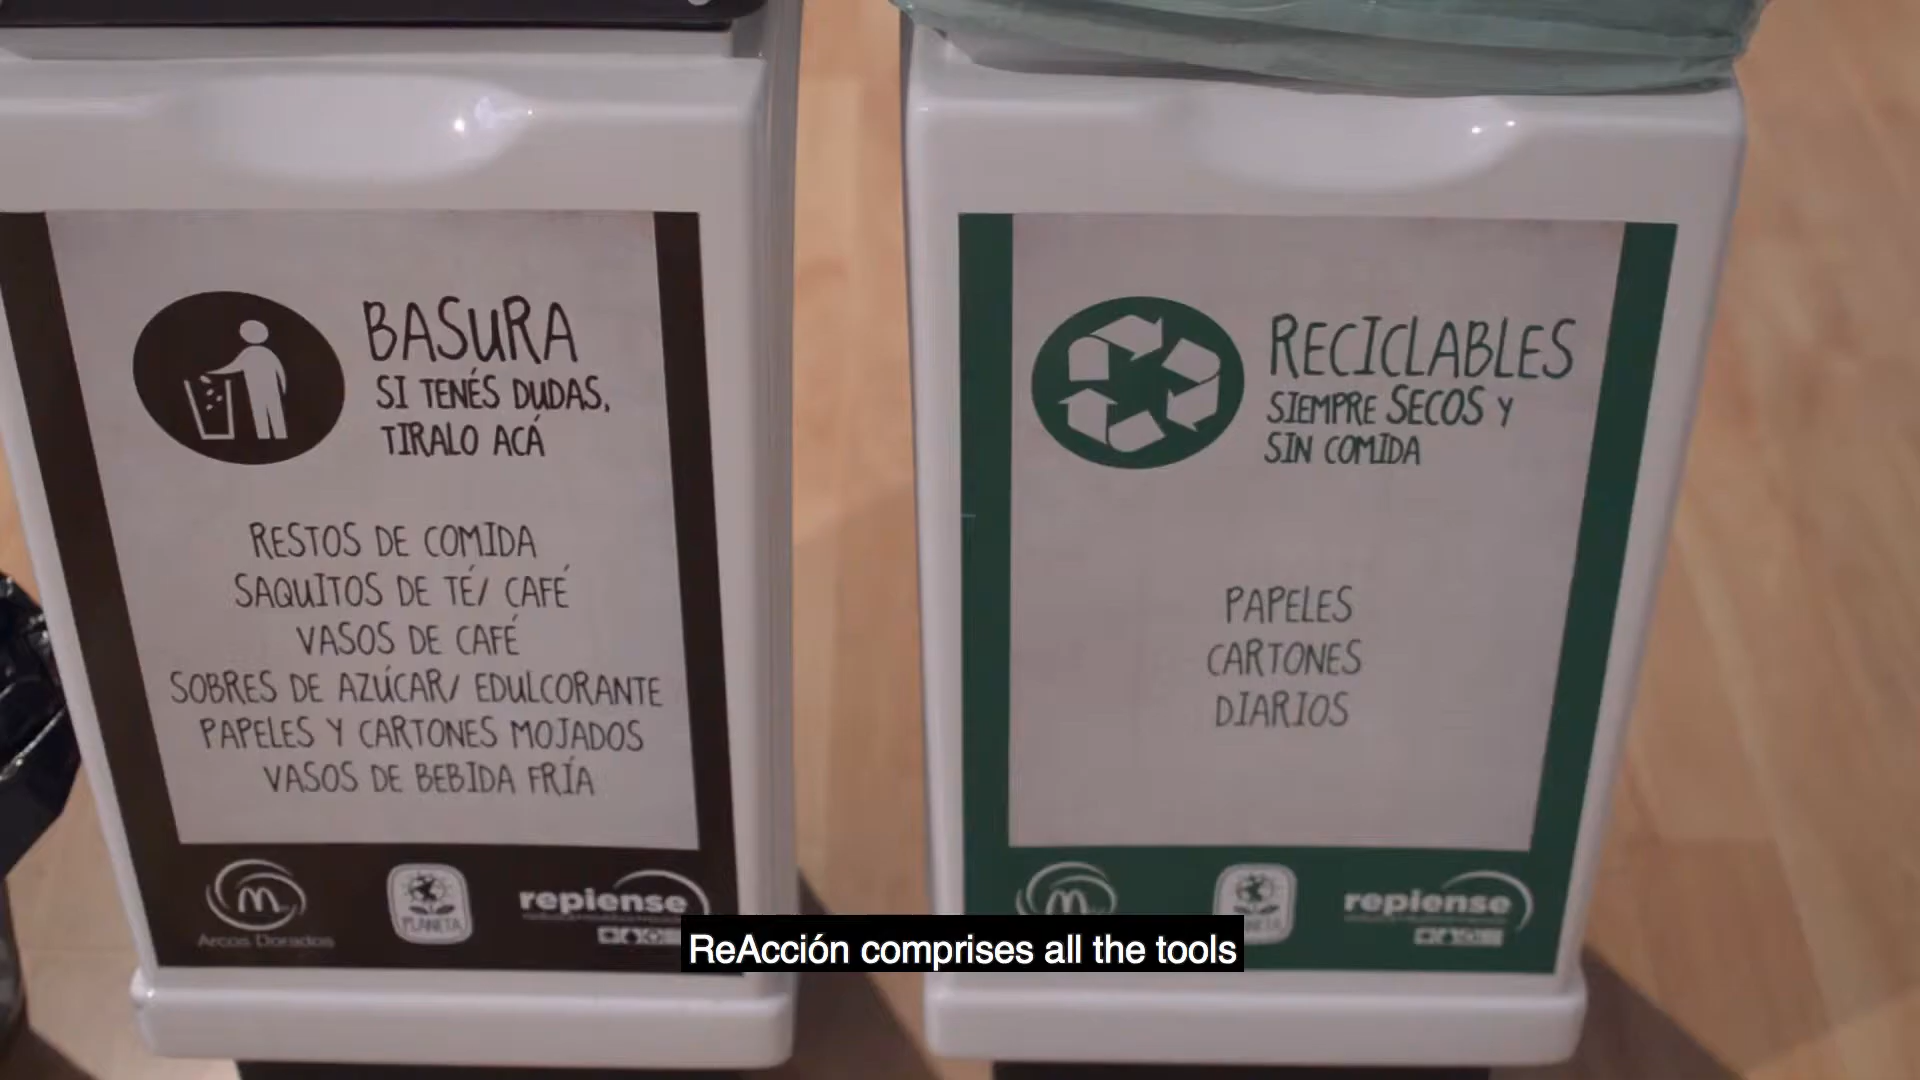 BASURA
SI TENÉS DUDAS,
TIRALO ACÁ
RESTOS DE COMIDA
SAQUITOS DE TÉ/ CAFÉ
VASOS DE CAFÉ
SOBRES DE AZÚCAR/ EDULCORANTE
PAPELES Y CARTONES MOJADOS
VASOS DE BEBIDA FRÍA
Arcos Dorados
PLANETA
repiense
RECICLABLES
SIEMPRE SECOS Y
SIN COMIDA
PAPELES
CARTONES
DIARIOS
repiense
ReAcción comprises all the tools